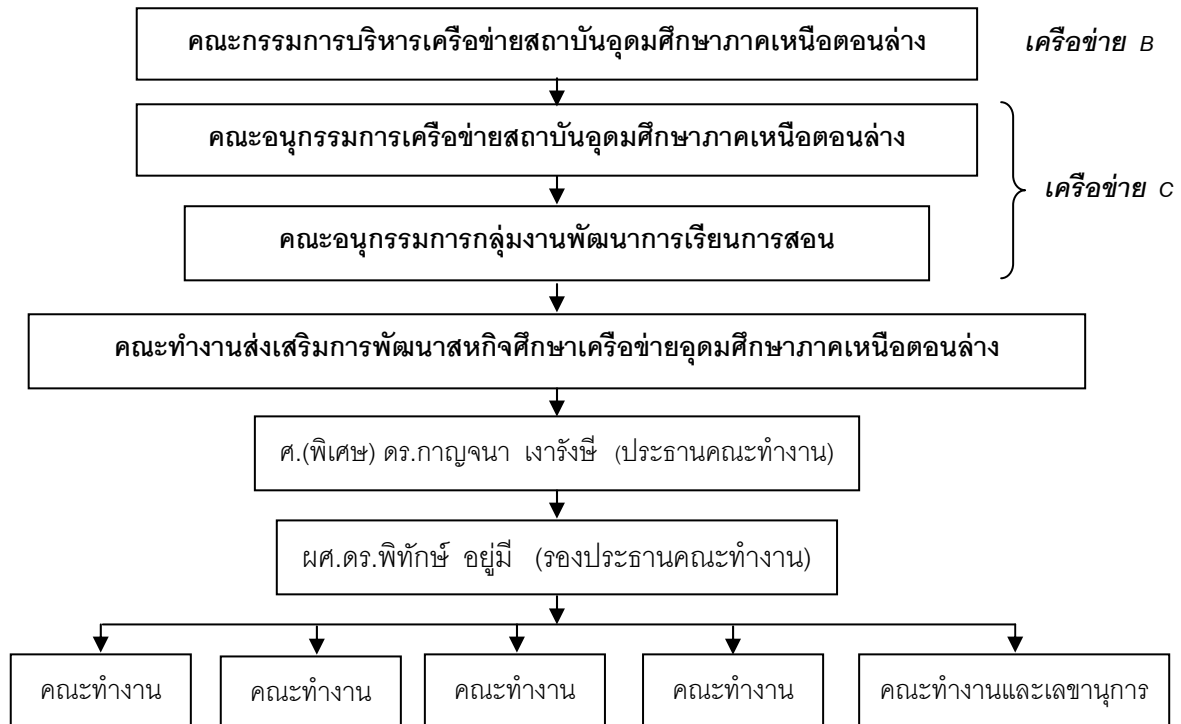 คณะกรรมการบริหารเครือข่ายสถาบันอุดมศึกษาภาคเหนือตอนล่าง
เครือข่าย B
คณะอนุกรรมการเครือข่ายสถาบันอุดมศึกษาภาคเหนือตอนล่าง
เครือข่าย C
คณะอนุกรรมการกลุ่มงานพัฒนาการเรียนการสอน
คณะทำงานส่งเสริมการพัฒนาสหกิจศึกษาเครือข่ายอุดมศึกษาภาคเหนือตอนล่าง
ศ.(พิเศษ) ดร.กาญจนา เงารังษี (ประธานคณะทำงาน)
ผศ.ดร.พิทักษ์ อยู่มี (รองประธานคณะทำงาน)
คณะทำงาน
คณะทำงาน
คณะทำงาน
คณะทำงาน
คณะทำงานและเลขานุการ